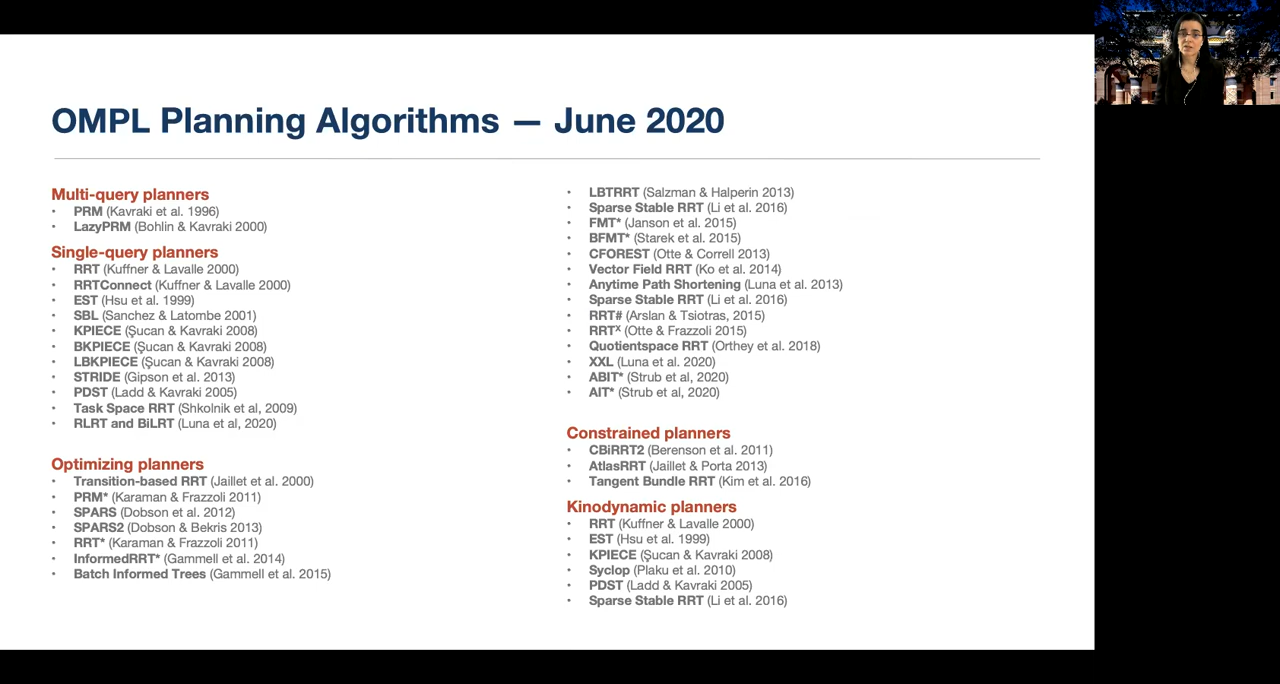 OMPL Planning Algorithms — June 2020
Multi-query planners
• PRM (Kavraki et al. 1996)
• LazyPRM (Bohlin & Kavraki 2000)
Single-query planners
• RRT (Kuffner & Lavalle 2000)
• RRTConnect (Kuffner & Lavalle 2000)
• EST (Hsu et al. 1999)
• SBL (Sanchez & Latombe 2001)
• KPIECE (Şucan & Kavraki 2008)
• BKPIECE (Şucan & Kavraki 2008)
• LBKPIECE (Şucan & Kavraki 2008)
• STRIDE (Gipson et al. 2013)
• PDST (Ladd & Kavraki 2005)
• Task Space RRT (Shkolnik et al, 2009)
• RLRT and BiLRT (Luna et al, 2020)
Optimizing planners
• Transition-based RRT (Jaillet et al. 2000)
• PRM* (Karaman & Frazzoli 2011)
• SPARS (Dobson et al. 2012)
• SPARS2 (Dobson & Bekris 2013)
• RRT* (Karaman & Frazzoli 2011)
• InformedRRT* (Gammell et al. 2014)
• Batch Informed Trees (Gammell et al. 2015)
• LBTRRT (Salzman & Halperin 2013)
• Sparse Stable RRT (Li et al. 2016)
• FMT* (Janson et al. 2015)
• BFMT* (Starek et al. 2015)
• CFOREST (Otte & Correll 2013)
• Vector Field RRT (Ko et al. 2014)
• Anytime Path Shortening (Luna et al. 2013)
• Sparse Stable RRT (Li et al. 2016)
• RRT# (Arslan & Tsiotras, 2015)
• RRTˣ (Otte & Frazzoli 2015)
• Quotientspace RRT (Orthey et al. 2018)
• XXL (Luna et al. 2020)
• ABIT* (Strub et al, 2020)
• AIT* (Strub et al, 2020)
Constrained planners
• CBiRRT2 (Berenson et al. 2011)
• AtlasRRT (Jaillet & Porta 2013)
• Tangent Bundle RRT (Kim et al. 2016)
Kinodynamic planners
• RRT (Kuffner & Lavalle 2000)
• EST (Hsu et al. 1999)
• KPIECE (Şucan & Kavraki 2008)
• Syclop (Plaku et al. 2010)
• PDST (Ladd & Kavraki 2005)
• Sparse Stable RRT (Li et al. 2016)